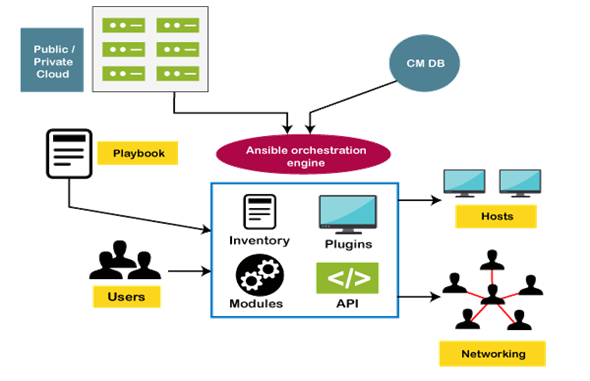 Public /
Private
Cloud
CM DB
Ansible orchestration
engine
Playbook
Inventory
Plugins
Hosts
Users
Modules
</>
API
Networking